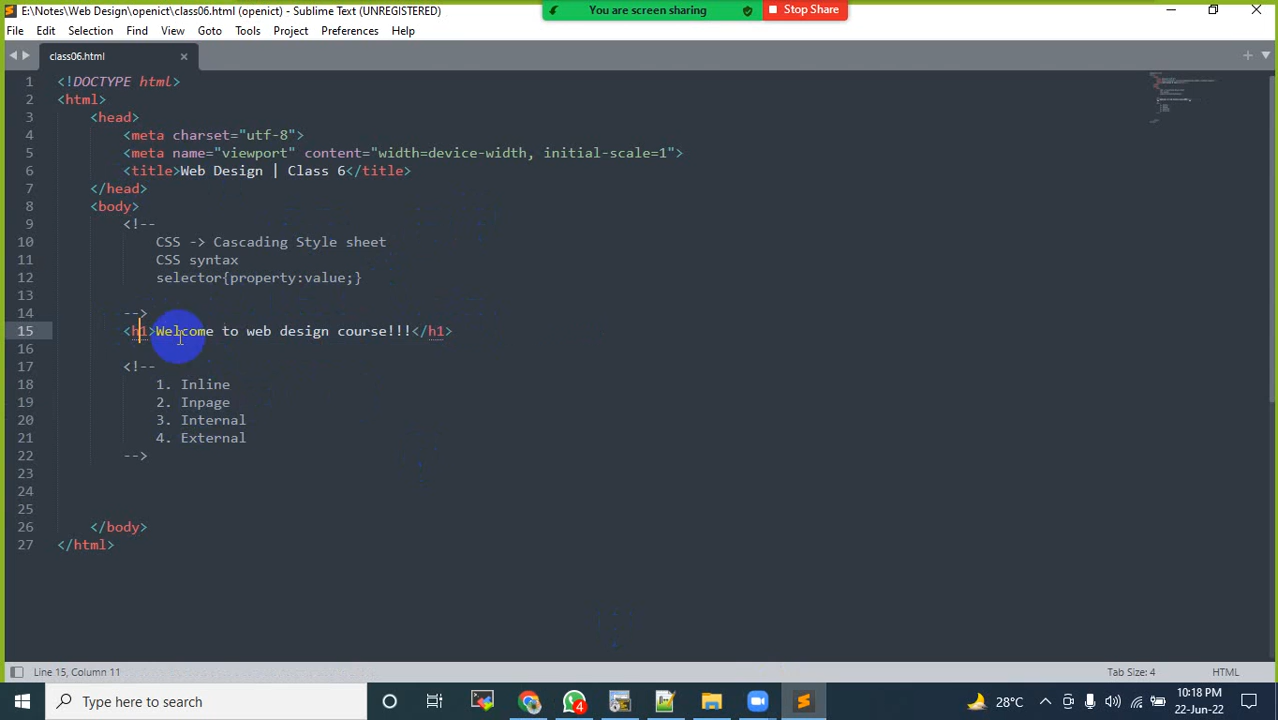 E:\Notes\Web Design\openict\class06.html (openict) - Sublime Text (UNREGISTERED)
You are screen sharing
Stop Share
File Edit Selection Find View Goto Tools Project Preferences Help
class06.html
1 <!DOCTYPE html>
2 <html>
3 <head>
4 <meta charset="utf-8">
5 <meta name="viewport" content="width=device-width, initial-scale=1">
6 <title>Web Design | Class 6</title>
7 </head>
8 <body>
9 <!--
10 CSS -> Cascading Style sheet
11 CSS syntax
12 selector{property:value;}
13
14 -->
15 <h1>Welcome to web design course!!!</h1>
16
17 <!--
18 1. Inline
19 2. Inpage
20 3. Internal
21 4. External
22 -->
23
24
25
26 </body>
27 </html>
Line 15, Column 11
Tab Size: 4
HTML
Type here to search
4
28°C
10:18 PM
22-Jun-22